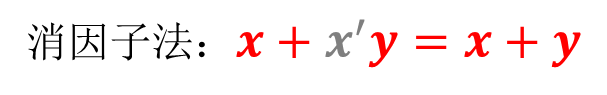 消因子法：x + x′y = x + y